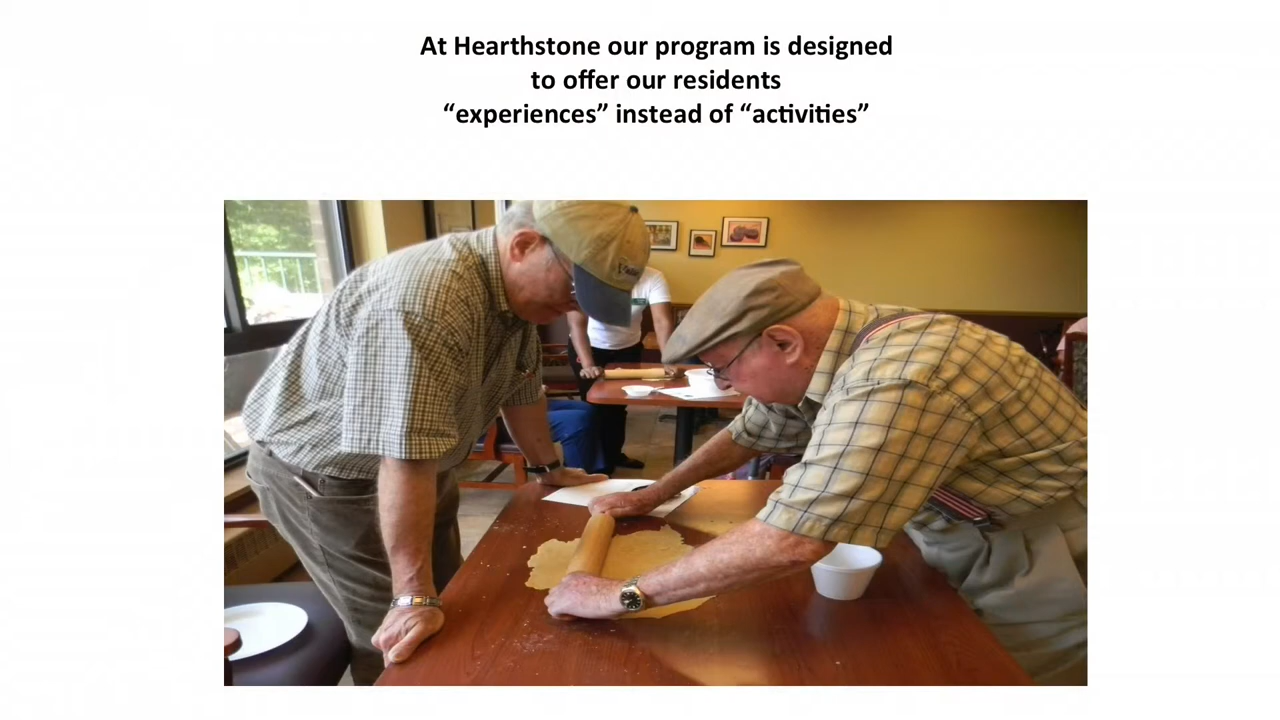 At Hearthstone our program is designed
to offer our residents
“experiences” instead of “activities”